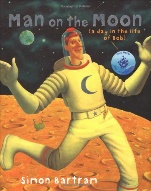 Man on the Moon
(a day in the life
of Bob)
Simon Bartram